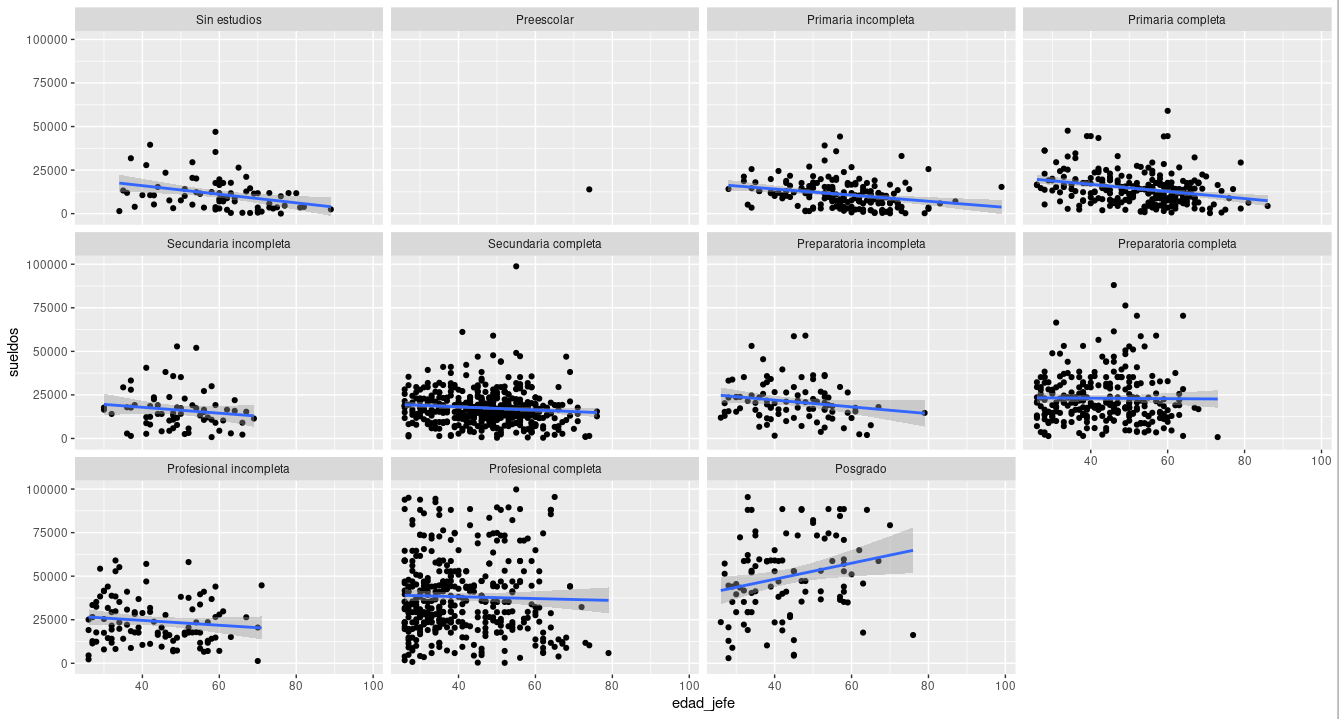 Sin estudios Preescolar Primaria incompleta Primaria completa
100000
75000
50000
25000
0
Secundaria incompleta Secundaria completa Preparatoria incompleta Preparatoria completa
100000
75000
50000
25000
0
40 60 80 100
Profesional incompleta Profesional completa Posgrado
100000
75000
50000
25000
0
40 60 80 100 40 60 80 100 40 60 80 100
sueldos
edad_jefe